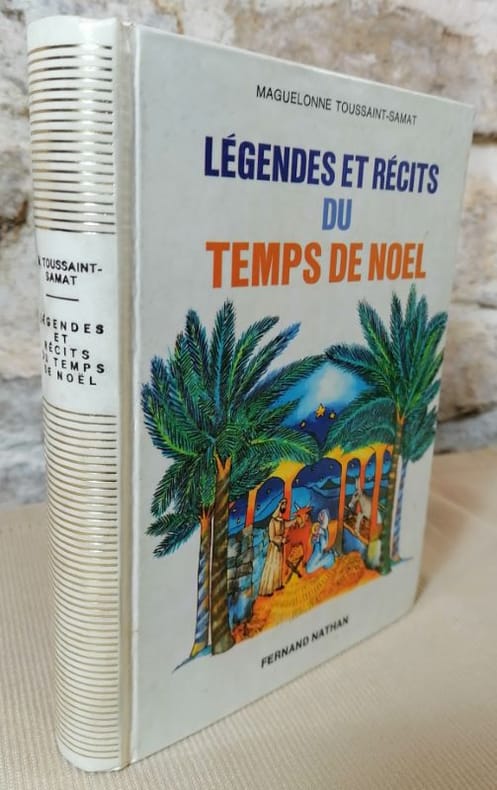 MAGUELONNE TOUSSAINT-SAMAT
LÉGENDES ET RÉCITS
DU
TEMPS DE NOEL
FERNAND NATHAN
TOUSSAINT-
SAMAT
LÉGENDES
ET
RÉCITS
DU TEMPS
DE NOËL